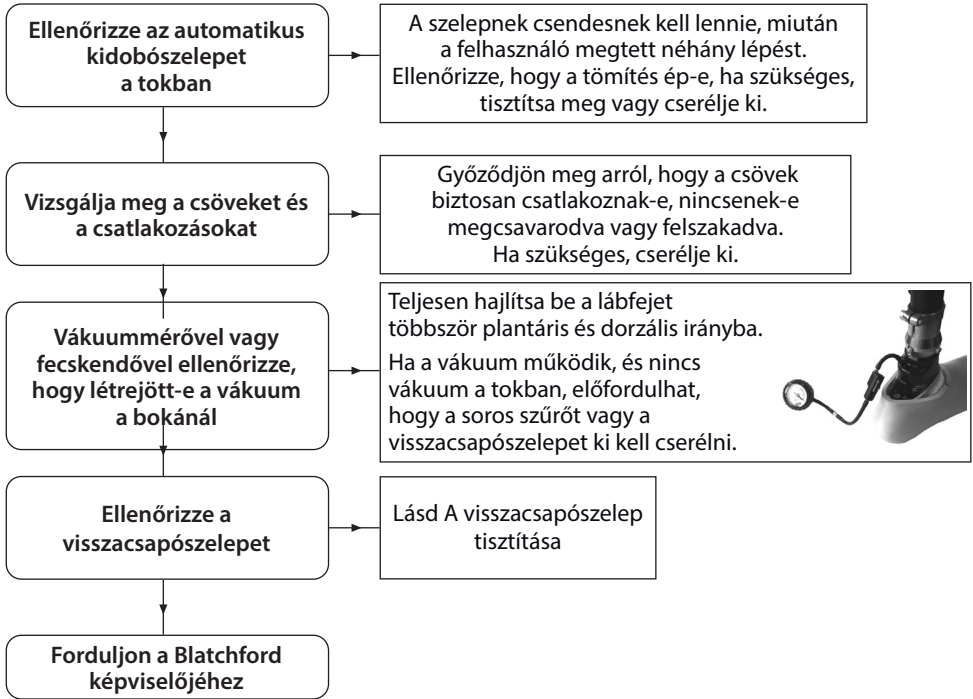 Ellenőrizze az automatikus
kidobószelepet
a tokban
A szelepnek csendesnek kell lennie, miután
a felhasználó megtett néhány lépést.
Ellenőrizze, hogy a tömítés ép-e, ha szükséges,
tisztítsa meg vagy cserélje ki.
Vizsgálja meg a csöveket és
a csatlakozásokat
Győződjön meg arról, hogy a csövek
biztosan csatlakoznak-e, nincsenek-e
megcsavarodva vagy felszakadva.
Ha szükséges, cserélje ki.
Vákuummérővel vagy
fecskendővel ellenőrizze,
hogy létrejött-e a vákuum
a bokánál
Teljesen hajlítsa be a lábfejet
többször plantáris és dorzális irányba.
Ha a vákuum működik, és nincs
vákuum a tokban, előfordulhat,
hogy a soros szűrőt vagy a
visszacsapószelepet ki kell cserélni.
Ellenőrizze a
visszacsapószelepet
Lásd A visszacsapószelep
tisztítása
Forduljon a Blatchford
képviselőjéhez